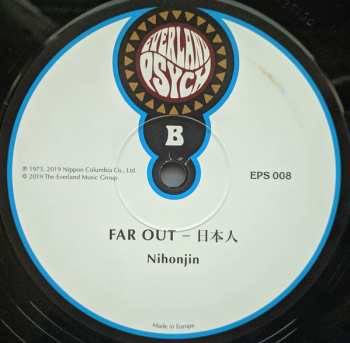 EVERLAND
PSYCH
B
℗ 1973, 2019 Nippon Columbia Co., Ltd.
© 2019 The Everland Music Group
EPS 008
FAR OUT – 日本人
Nihonjin
Made in Europe